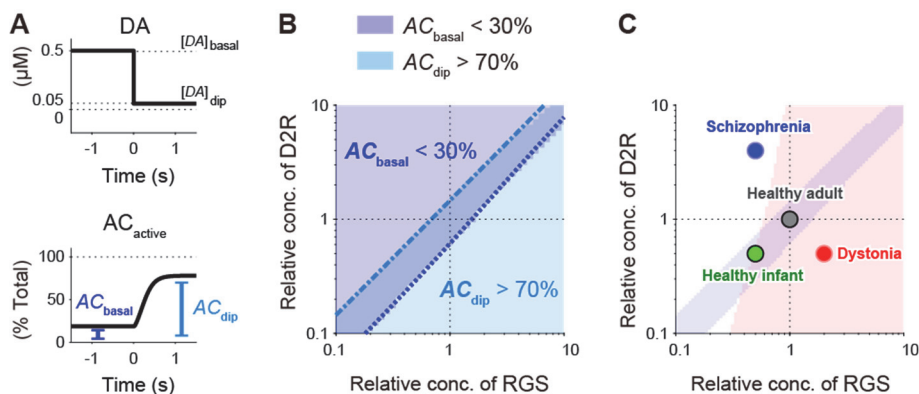 A
DA
(µM)
0.5
0.05
0
[DA]basal
[DA]dip
-1
0
1
Time (s)
ACactive
(% Total)
100
50
0
ACbasal
ACdip
-1
0
1
Time (s)
B
ACbasal < 30%
ACdip > 70%
Relative conc. of D2R
10
1
0.1
ACbasal < 30%
ACdip > 70%
0.1
1
10
Relative conc. of RGS
C
Relative conc. of D2R
10
1
0.1
Schizophrenia
Healthy adult
Healthy infant
Dystonia
0.1
1
10
Relative conc. of RGS